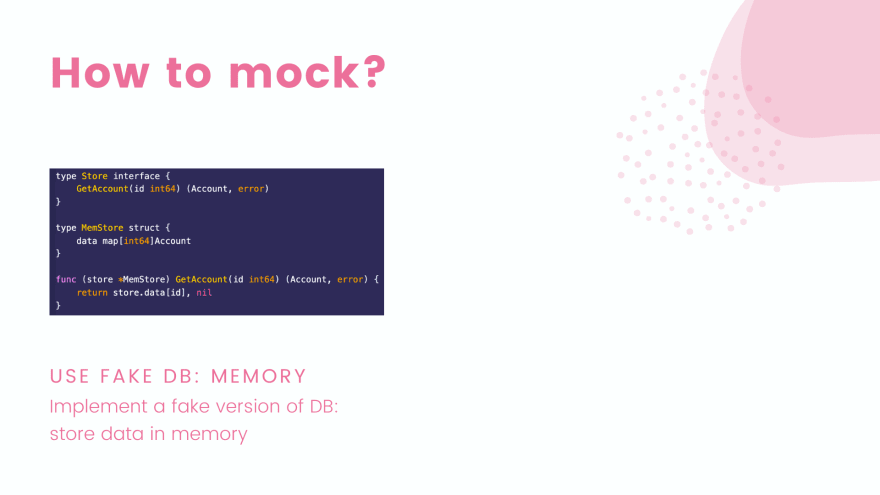 How to mock?
type Store interface {
    GetAccount(id int64) (Account, error)
}
type MemStore struct {
    data map[int64]Account
}
func (store *MemStore) GetAccount(id int64) (Account, error) {
    return store.data[id], nil
}
USE FAKE DB: MEMORY
Implement a fake version of DB:
store data in memory